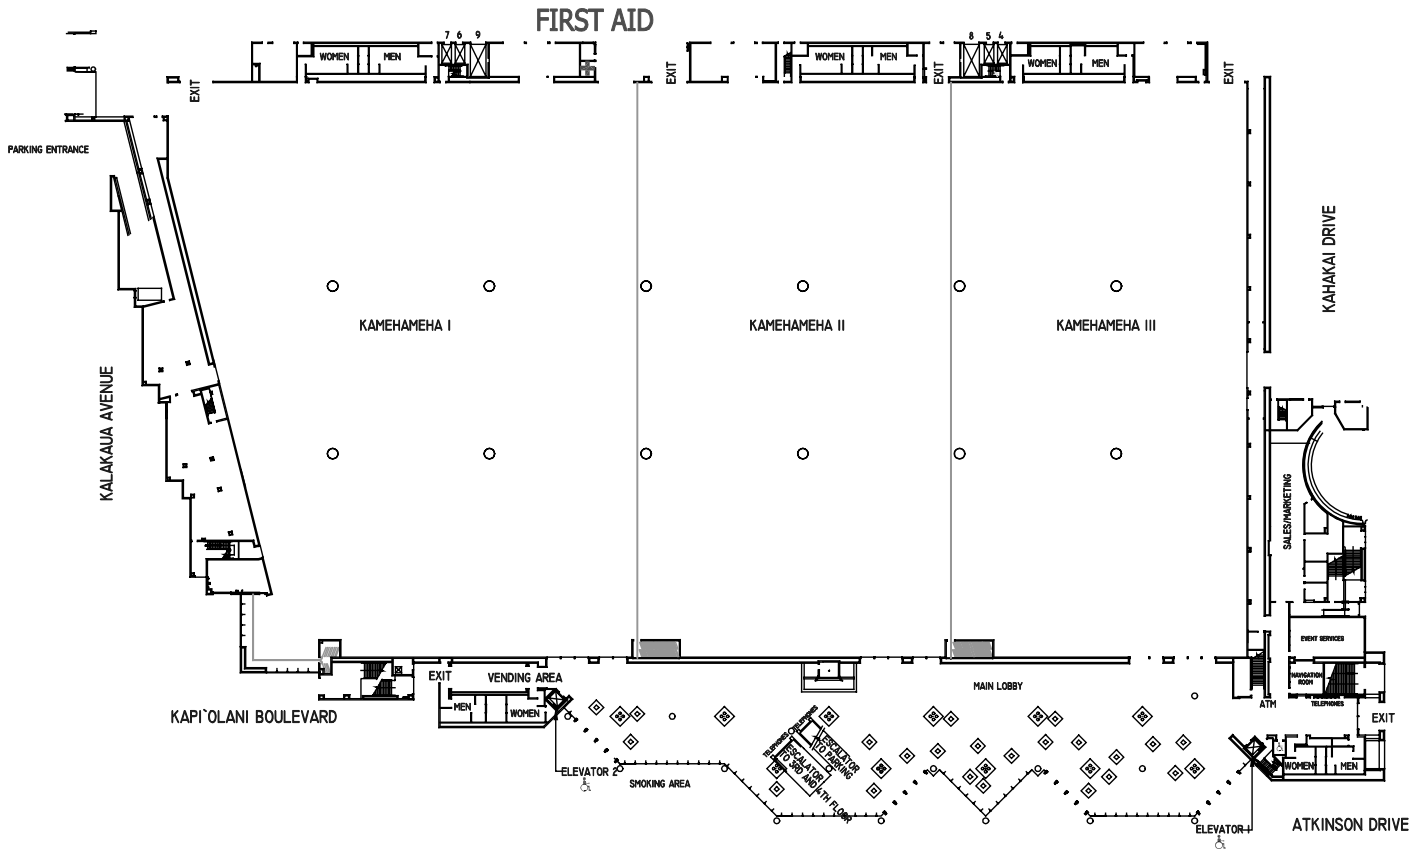 FIRST AID
7 6 9
8 5 4
WOMEN
MEN
WOMEN
MEN
WOMEN
MEN
EXIT
EXIT
EXIT
EXIT
PARKING ENTRANCE
KAHAKAI DRIVE
KAMEHAMEHA I
KAMEHAMEHA II
KAMEHAMEHA III
KALAKAUA AVENUE
SALES/MARKETING
EVENT SERVICES
EXIT
VENDING AREA
MAIN LOBBY
NAVIGATION
ROOM
ATM
TELEPHONES
MEN
WOMEN
KAPI`OLANI BOULEVARD
EXIT
TELEPHONES
TELEPHONES
ESCALATOR
TO PARKING
ESCALATOR
TO 3RD AND 4TH FLOOR
ELEVATOR 2
SMOKING AREA
WOMEN
MEN
ELEVATOR 1
ATKINSON DRIVE